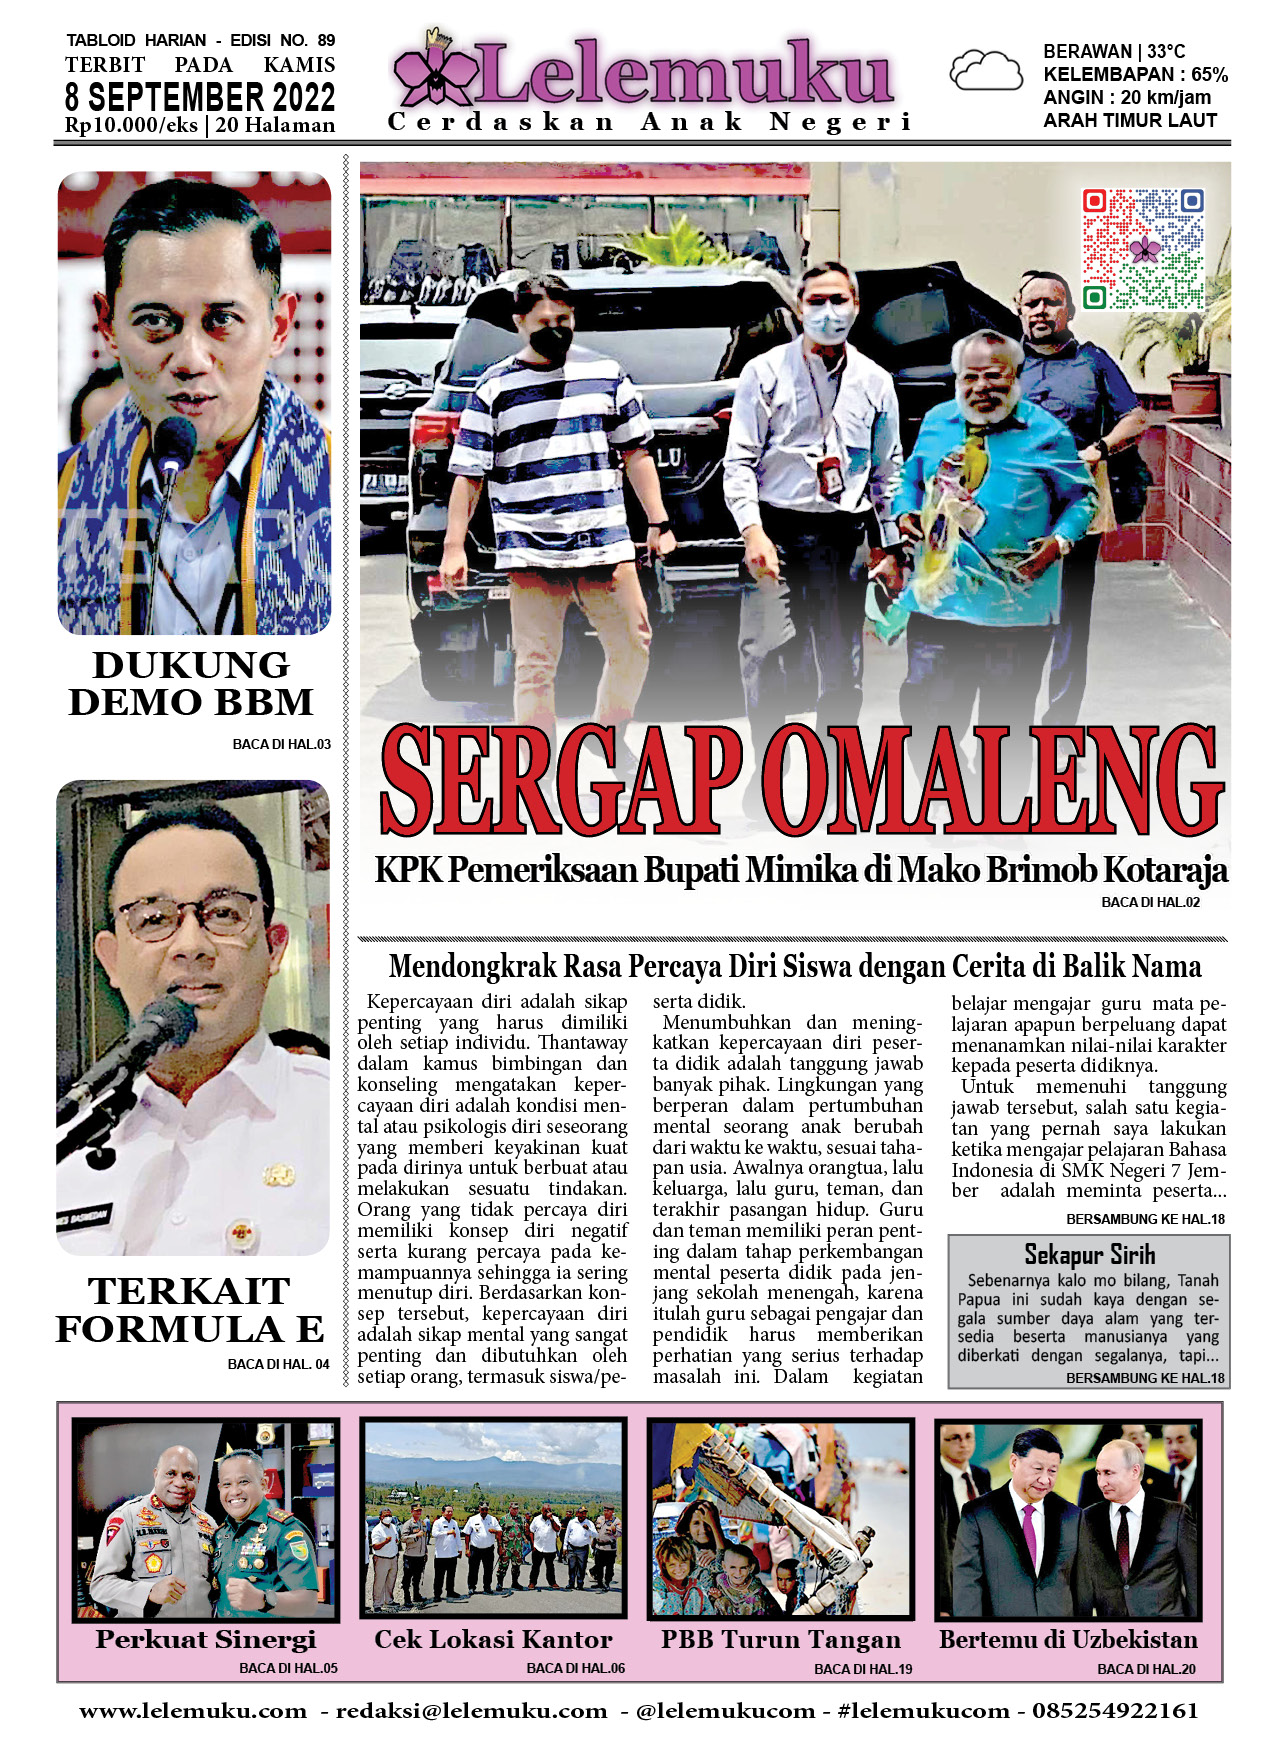 TABLOID HARIAN - EDISI NO. 89
TERBIT PADA KAMIS
8 SEPTEMBER 2022
Rp10.000/eks | 20 Halaman
Lelemuku
Cerdaskan Anak Negeri
BERAWAN | 33°C
KELEMBAPAN : 65%
ANGIN : 20 km/jam
ARAH TIMUR LAUT
DUKUNG
DEMO BBM
BACA DI HAL.03
TERKAIT
FORMULA E
BACA DI HAL. 04
SERGAP OMALENG
KPK Pemeriksaan Bupati Mimika di Mako Brimob Kotaraja
BACA DI HAL.02
Mendongkrak Rasa Percaya Diri Siswa dengan Cerita di Balik Nama
Kepercayaan diri adalah sikap
penting yang harus dimiliki
oleh setiap individu. Thantaway
dalam kamus bimbingan dan
konseling mengatakan keper-
cayaan diri adalah kondisi men-
tal atau psikologis diri seseorang
yang memberi keyakinan kuat
pada dirinya untuk berbuat atau
melakukan sesuatu tindakan.
Orang yang tidak percaya diri
memiliki konsep diri negatif
serta kurang percaya pada ke-
mampuannya sehingga ia sering
menutup diri. Berdasarkan kon-
sep tersebut, kepercayaan diri
adalah sikap mental yang sangat
penting dan dibutuhkan oleh
setiap orang, termasuk siswa/pe-
serta didik.
Menumbuhkan dan mening-
katkan kepercayaan diri peser-
ta didik adalah tanggung jawab
banyak pihak. Lingkungan yang
berperan dalam pertumbuhan
mental seorang anak berubah
dari waktu ke waktu, sesuai taha-
pan usia. Awalnya orangtua, lalu
keluarga, lalu guru, teman, dan
terakhir pasangan hidup. Guru
dan teman memiliki peran pent-
ing dalam tahap perkembangan
mental peserta didik pada jen-
jang sekolah menengah, karena
itulah guru sebagai pengajar dan
pendidik harus memberikan
perhatian yang serius terhadap
masalah ini. Dalam kegiatan
belajar mengajar guru mata pe-
lajaran apapun berpeluang dapat
menanamkan nilai-nilai karakter
kepada peserta didiknya.
Untuk memenuhi tanggung
jawab tersebut, salah satu kegia-
tan yang pernah saya lakukan
ketika mengajar pelajaran Bahasa
Indonesia di SMK Negeri 7 Jem-
ber adalah meminta peserta...
BERSAMBUNG KE HAL.18
Sekapur Sirih
Sebenarnya kalo mo bilang, Tanah
Papua ini sudah kaya dengan se-
gala sumber daya alam yang ter-
sedia beserta manusianya yang
diberkati dengan segalanya, tapi...
BERSAMBUNG KE HAL.18
Perkuat Sinergi
BACA DI HAL.05
Cek Lokasi Kantor
BACA DI HAL.06
PBB Turun Tangan
BACA DI HAL.19
Bertemu di Uzbekistan
BACA DI HAL.20
www.lelemuku.com - redaksi@lelemuku.com - @lelemukucom - #lelemukucom - 085254922161